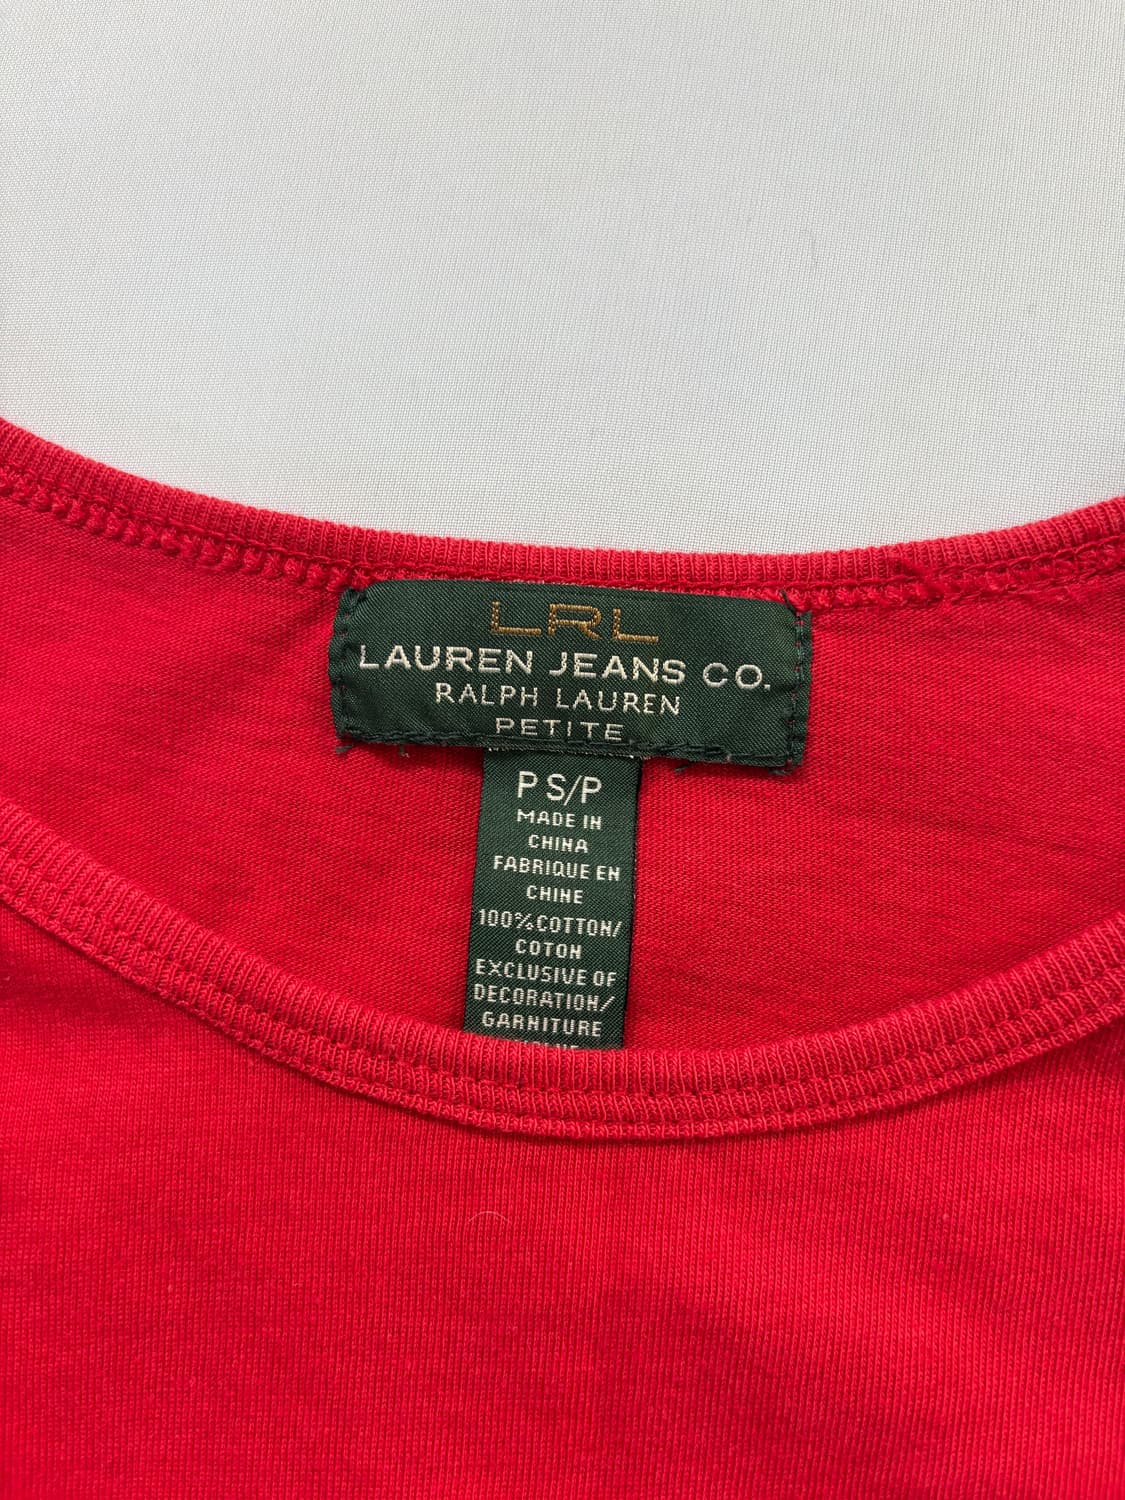 LRL
LAUREN JEANS CO.
RALPH LAUREN
PETITE
P S/P
MADE IN
CHINA
FABRIQUE EN
CHINE
100%COTTON/
COTON
EXCLUSIVE OF
DECORATION/
GARNITURE